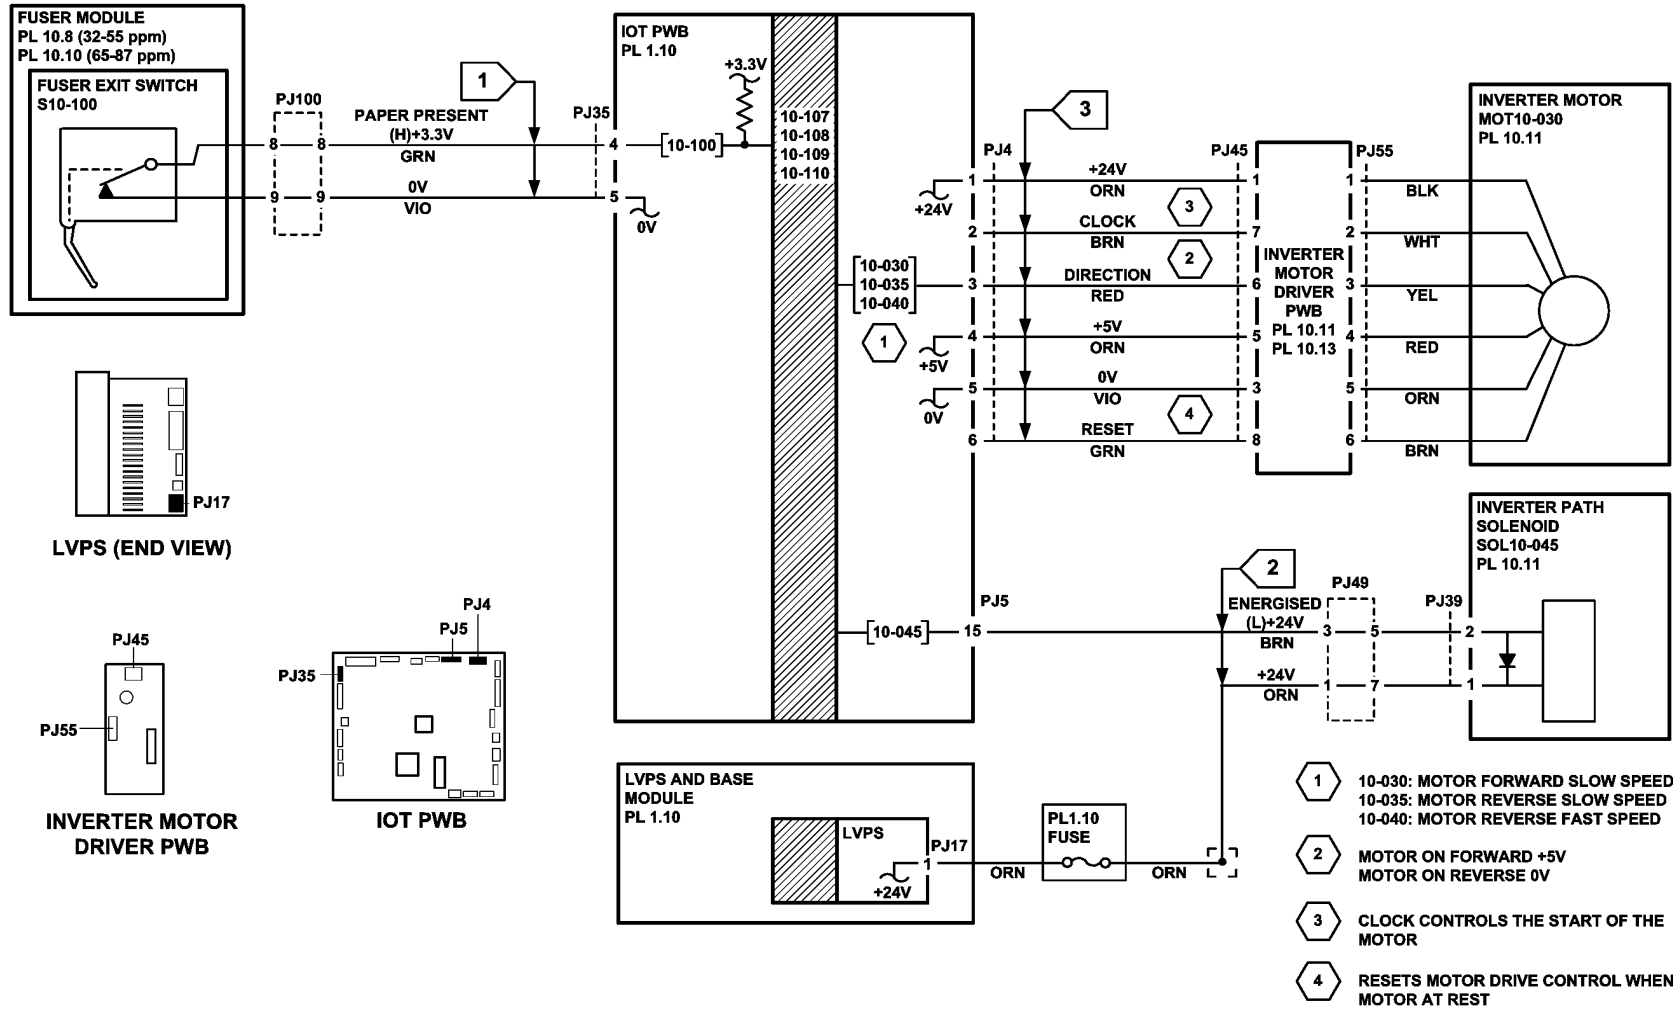 FUSER MODULE
PL 10.8 (32-55 ppm)
PL 10.10 (65-87 ppm)
FUSER EXIT SWITCH
S10-100
PJ100
8 8
9 9
1
PAPER PRESENT
(H)+3.3V
GRN
0V
VIO
PJ35
4
5
IOT PWB
PL 1.10
+3.3V
10-100
0V
10-107
10-108
10-109
10-110
10-030
10-035
10-040
1
+24V
+5V
0V
PJ4
1
2
3
4
5
6
3
+24V
ORN
3
CLOCK
BRN
2
DIRECTION
RED
+5V
ORN
0V
VIO
4
RESET
GRN
PJ45
1
7
6
5
3
8
INVERTER
MOTOR
DRIVER
PWB
PL 10.11
PL 10.13
PJ55
1
2
3
4
5
6
BLK
WHT
YEL
RED
ORN
BRN
INVERTER MOTOR
MOT10-030
PL 10.11
PJ17
LVPS (END VIEW)
PJ45
PJ55
INVERTER MOTOR
DRIVER PWB
PJ4
PJ5
PJ35
IOT PWB
10-045
PJ5
15
2
ENERGISED
(L)+24V
BRN
+24V
ORN
PJ49
3 5
1 7
PJ39
2
1
INVERTER PATH
SOLENOID
SOL10-045
PL 10.11
LVPS AND BASE
MODULE
PL 1.10
LVPS
+24V
PJ17
1
ORN
PL1.10
FUSE
ORN
1 10-030: MOTOR FORWARD SLOW SPEED
10-035: MOTOR REVERSE SLOW SPEED
10-040: MOTOR REVERSE FAST SPEED
2 MOTOR ON FORWARD +5V
MOTOR ON REVERSE 0V
3 CLOCK CONTROLS THE START OF THE
MOTOR
4 RESETS MOTOR DRIVE CONTROL WHEN
MOTOR AT REST